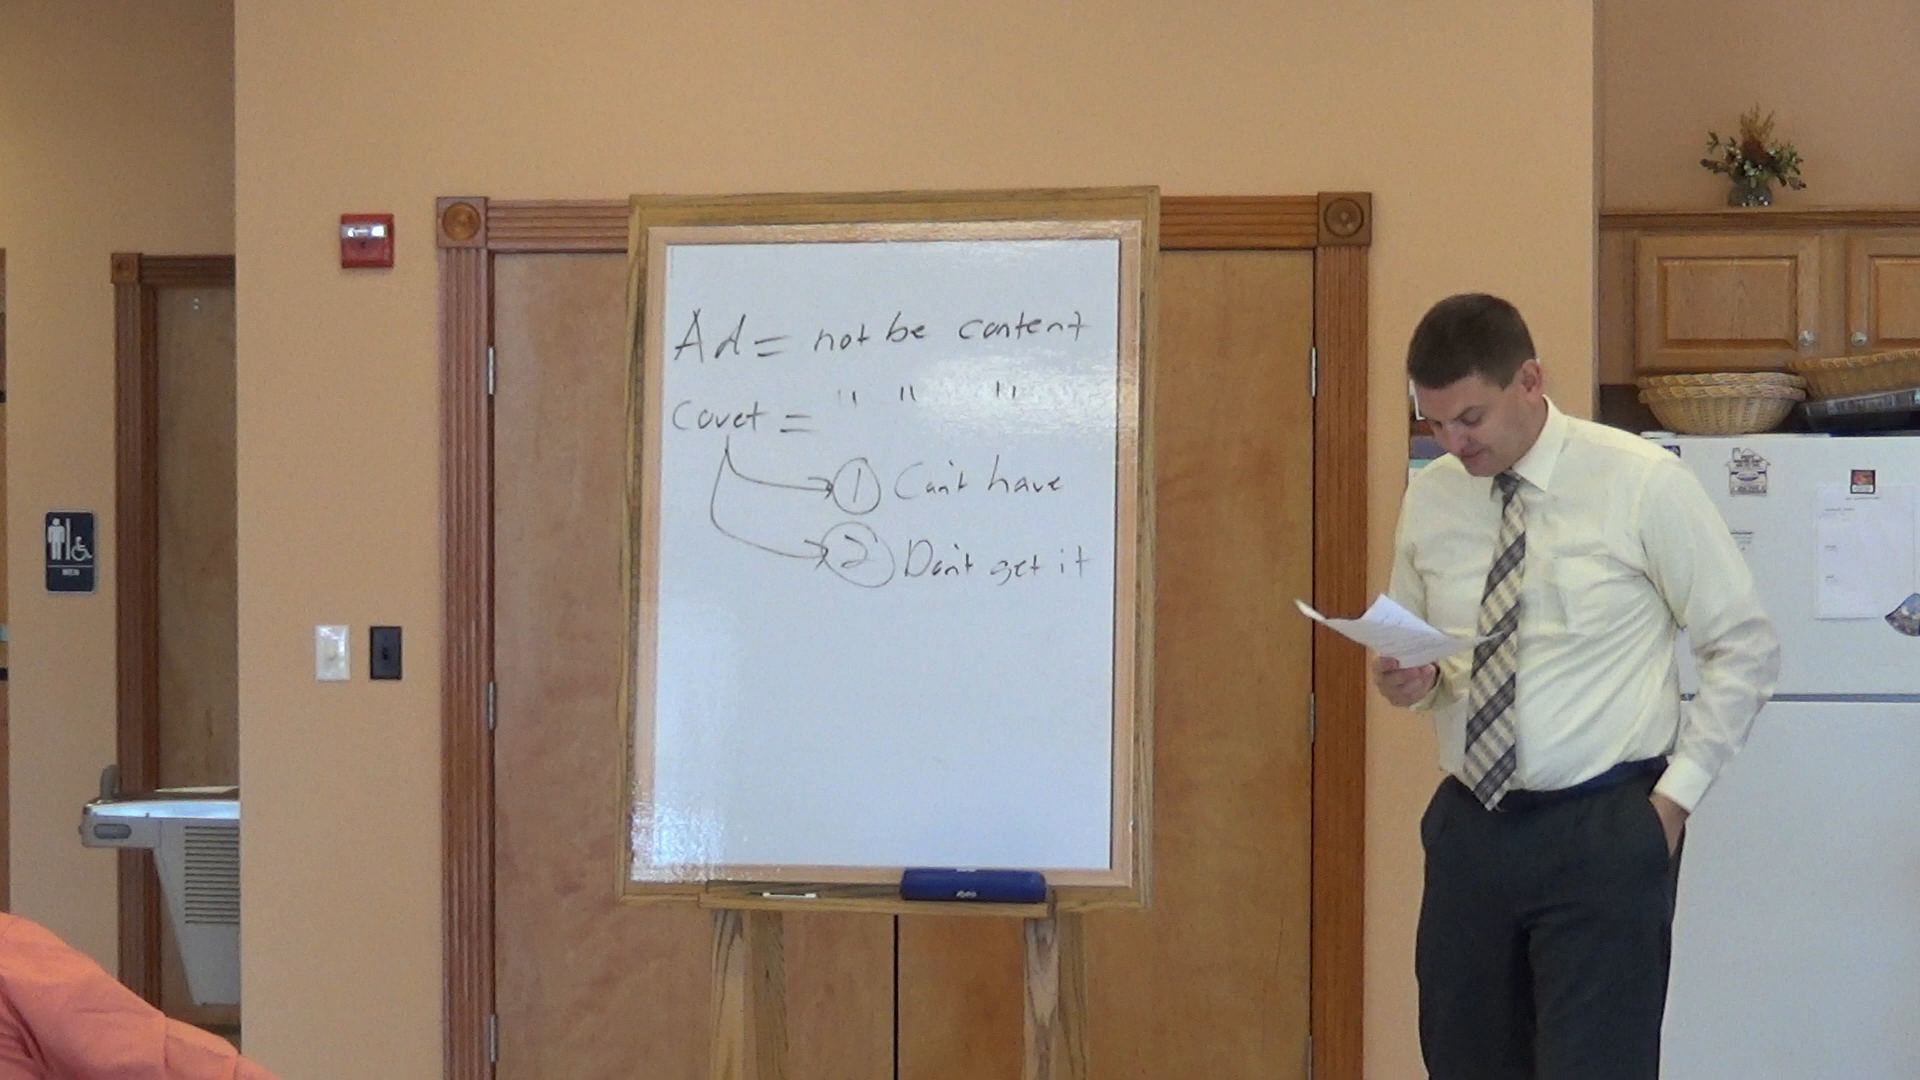 Ad = not be content
Covet = " " "
① Can't have
② Don't get it